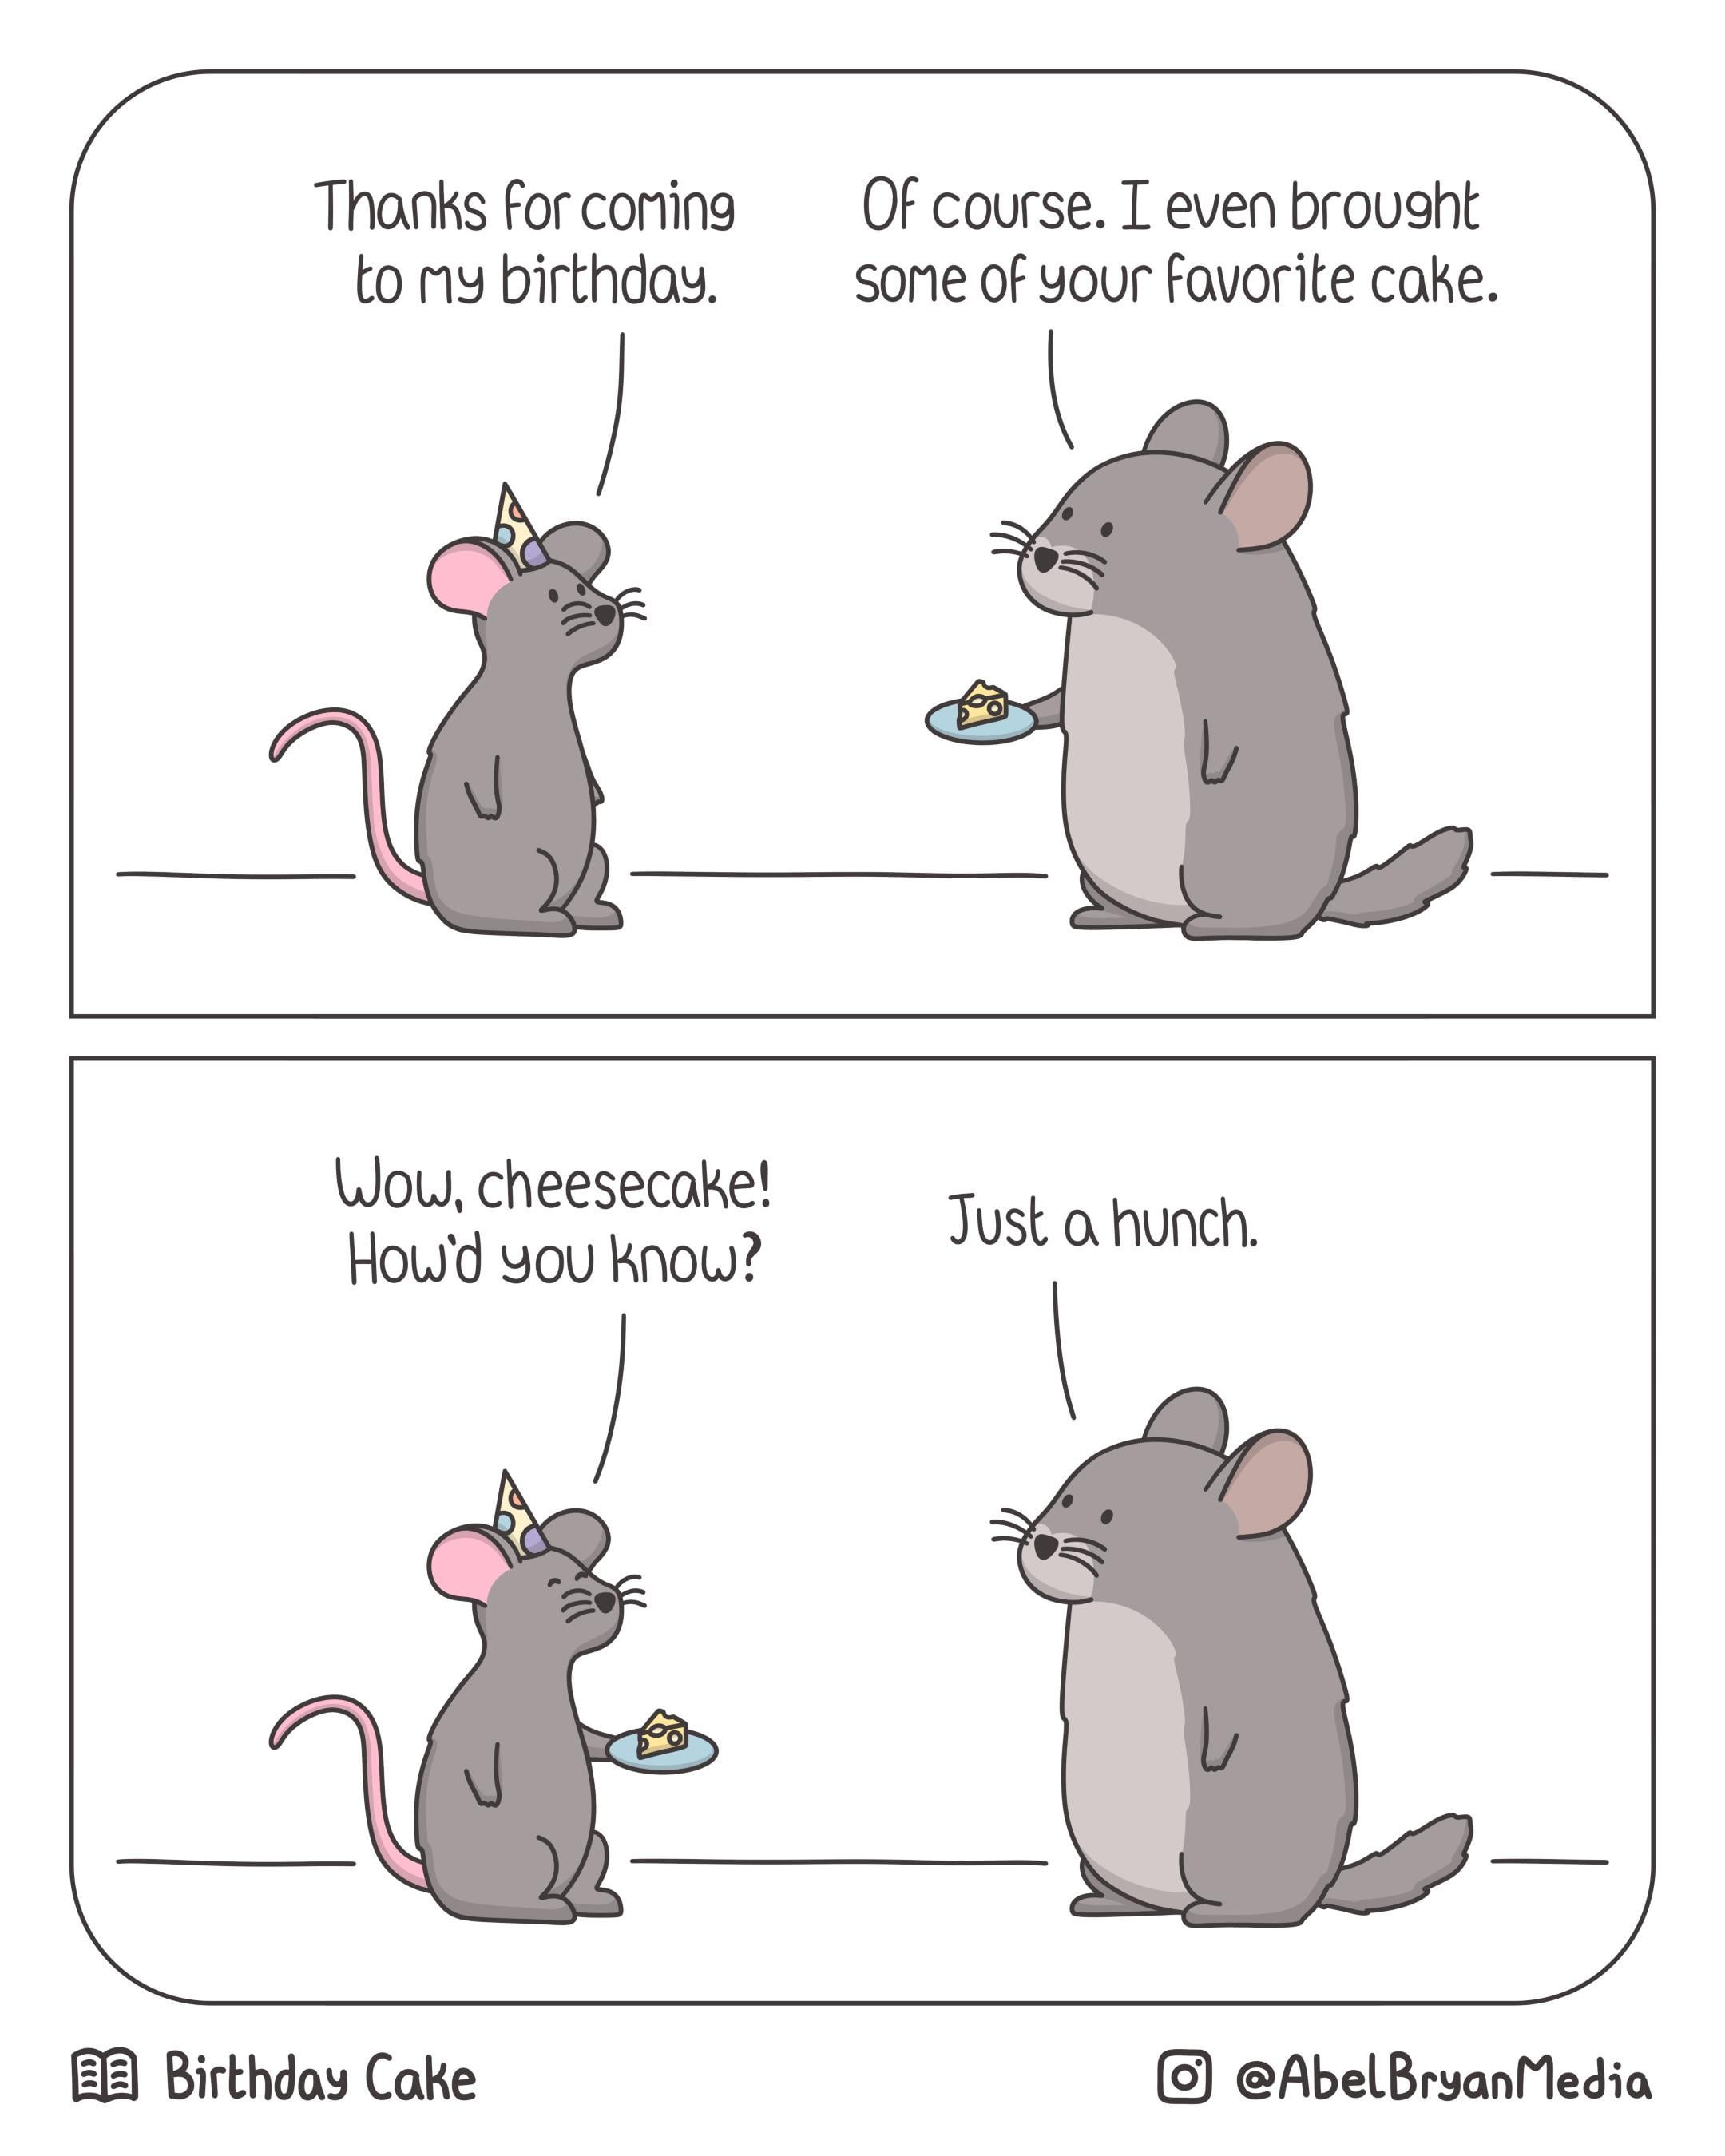 Thanks for coming
to my birthday.
Of course. I even brought
some of your favorite cake.
Wow, cheesecake!
How'd you know?
Just a hunch.
Birthday Cake
@AbelBryanMedia